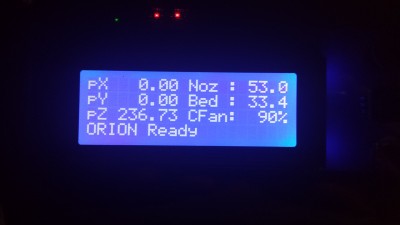 pX 0.00 Noz : 53.0
pY 0.00 Bed : 33.4
pZ 236.73 CFan: 90%
ORION Ready